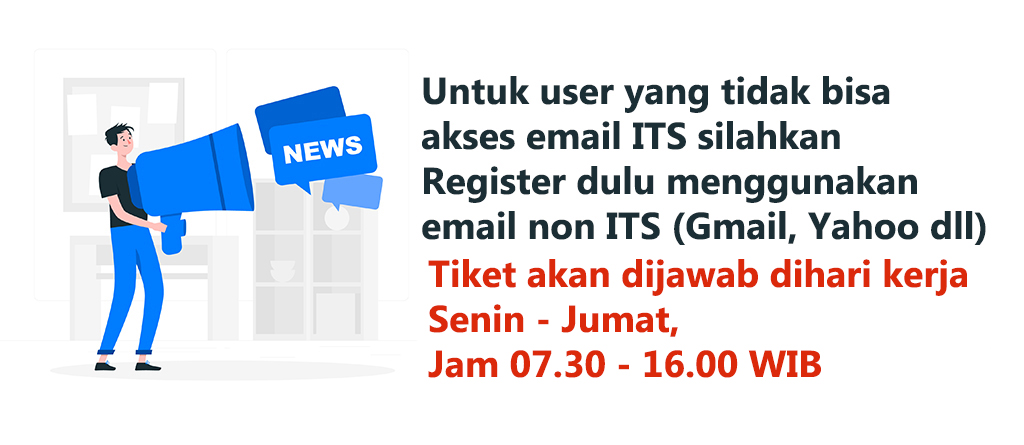 NEWS
Untuk user yang tidak bisa
akses email ITS silahkan
Register dulu menggunakan
email non ITS (Gmail, Yahoo dll)
Tiket akan dijawab dihari kerja
Senin - Jumat,
Jam 07.30 - 16.00 WIB